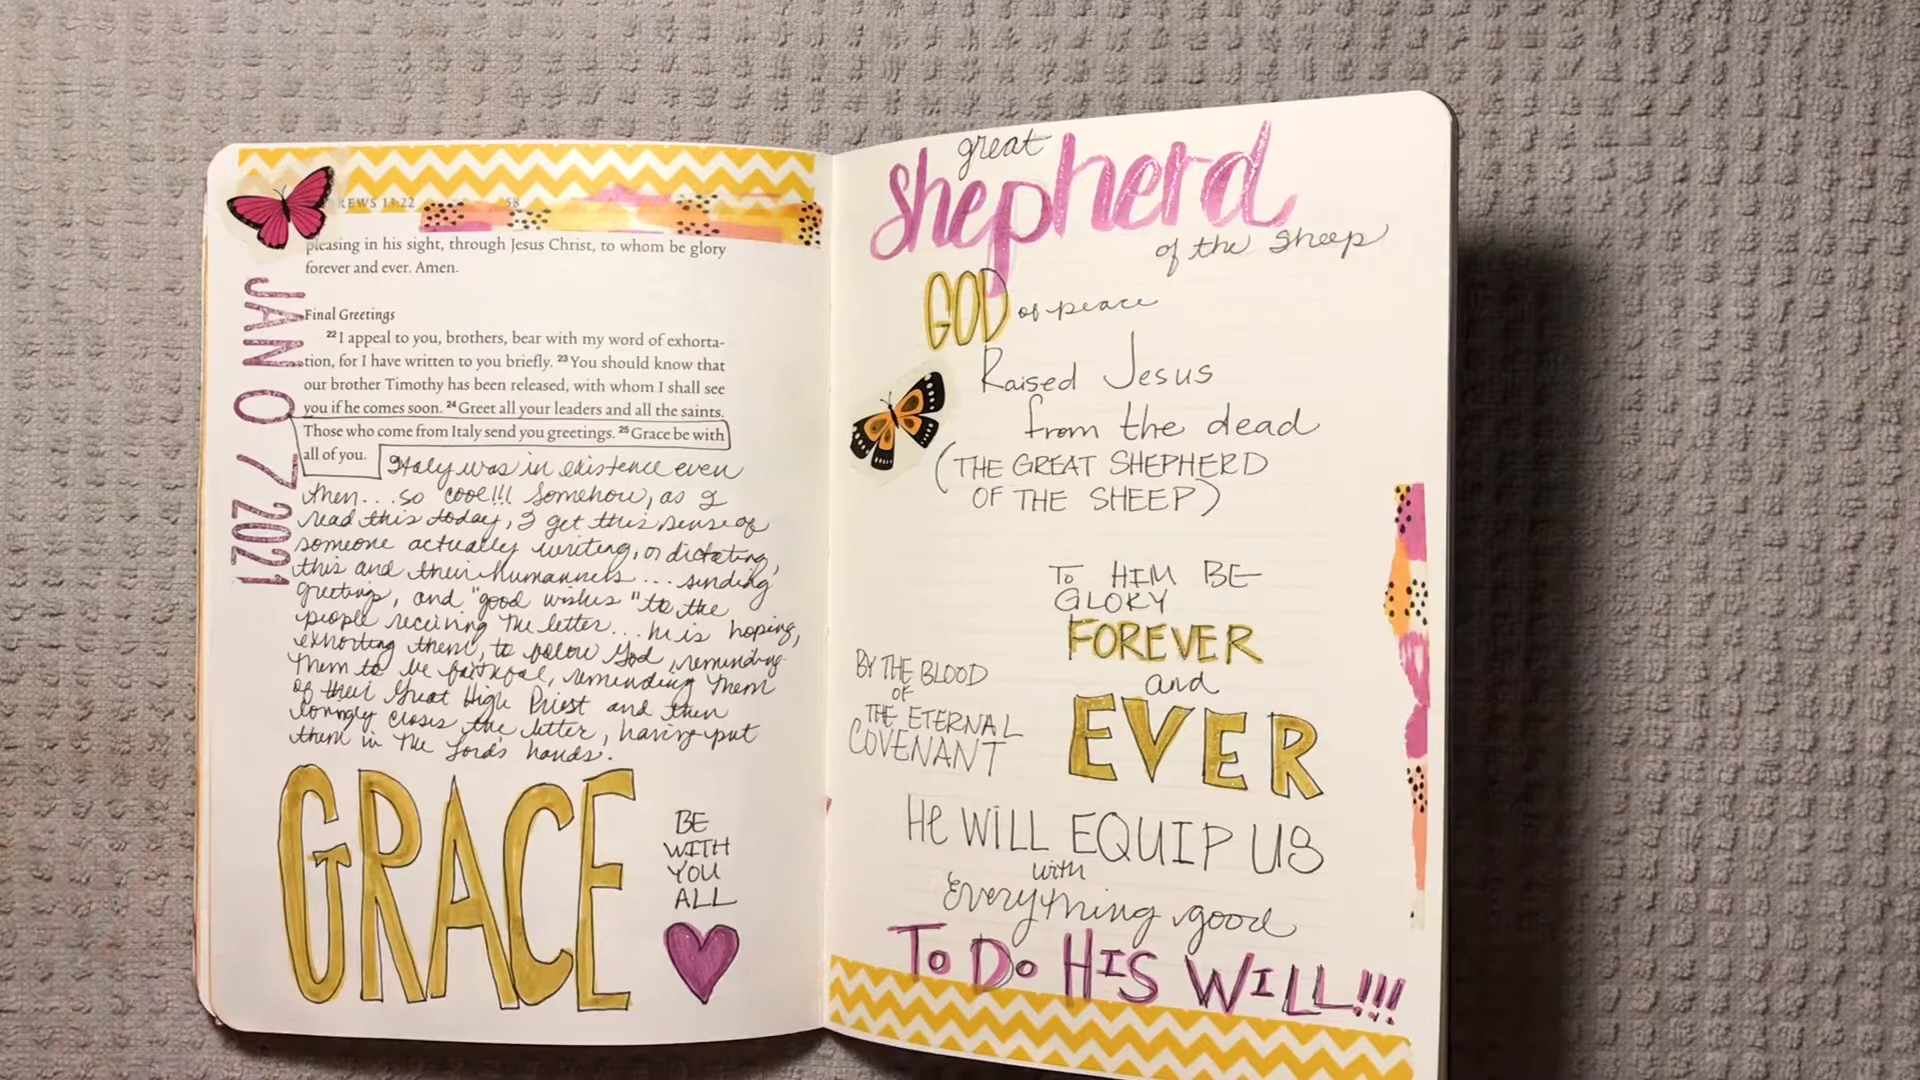 REWS 13:22
58
pleasing in his sight, through Jesus Christ, to whom be glory
forever and ever. Amen.
JAN 07 2021
Final Greetings
22 I appeal to you, brothers, bear with my word of exhorta-
tion, for I have written to you briefly. 23 You should know that
our brother Timothy has been released, with whom I shall see
you if he comes soon. 24 Greet all your leaders and all the saints.
Those who come from Italy send you greetings. 25 Grace be with
all of you.
Italy was in existence even
then... so cool!!! Somehow, as I
read this today, I get this sense of
someone actually writing, or dictating,
this and their humanness... sending
greetings, and "good wishes" to the
people receiving the letter... he is hoping,
exhorting them, to God, reminding
them to be faithful, reminding them
of their Great High Priest and then
lovingly closes the letter, having put
them in the Lord's hands.
GRACE
BE
WITH
YOU
ALL
great
shepherd
of the sheep
GOD of peace
Raised Jesus
from the dead
(THE GREAT SHEPHERD
OF THE SHEEP)
TO HIM BE
GLORY
FOREVER
and
EVER
BY THE BLOOD
OF
THE ETERNAL
COVENANT
He WILL EQUIP US
with
Everything good
To Do HIS WILL!!!